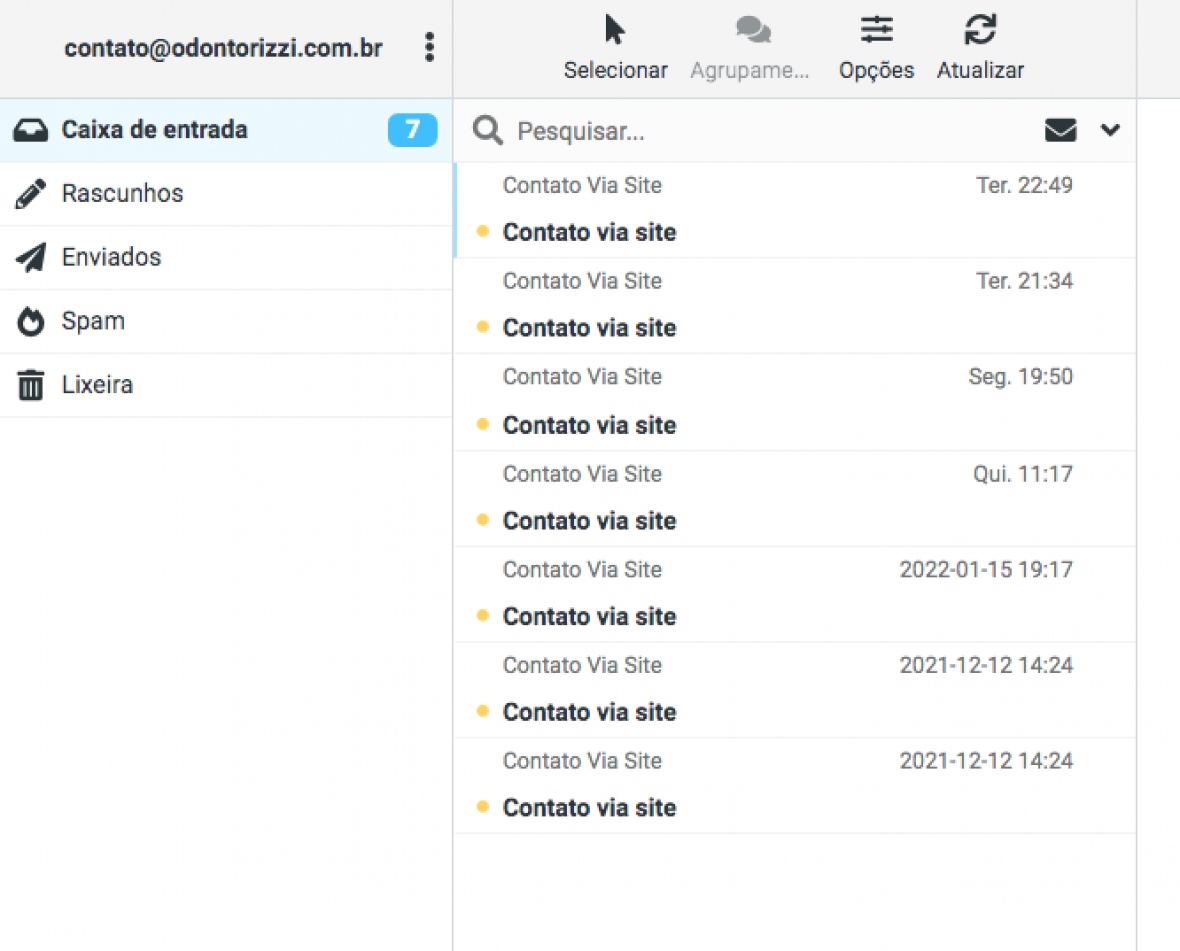 contato@odontorizzi.com.br
Selecionar
Agrupame...
Opções
Atualizar
Caixa de entrada 7
Rascunhos
Enviados
Spam
Lixeira
Pesquisar...
Contato Via Site Ter. 22:49
Contato via site
Contato Via Site Ter. 21:34
Contato via site
Contato Via Site Seg. 19:50
Contato via site
Contato Via Site Qui. 11:17
Contato via site
Contato Via Site 2022-01-15 19:17
Contato via site
Contato Via Site 2021-12-12 14:24
Contato via site
Contato Via Site 2021-12-12 14:24
Contato via site